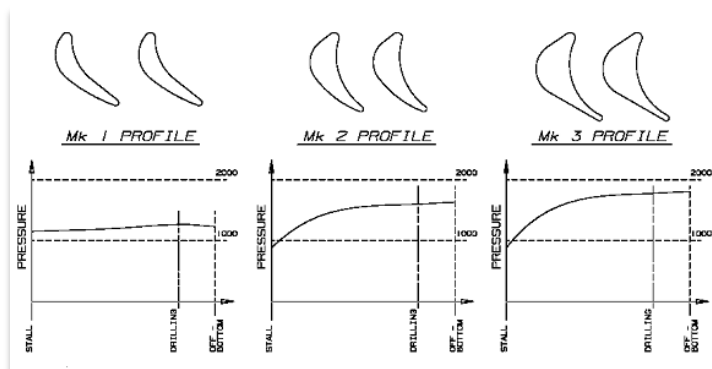 Mk 1 PROFILE
Mk 2 PROFILE
Mk 3 PROFILE
PRESSURE
2000
1000
STALL
DRILLING
OFF-
BOTTOM
PRESSURE
2000
1000
STALL
DRILLING
OFF-
BOTTOM
PRESSURE
2000
1000
STALL
DRILLING
OFF-
BOTTOM